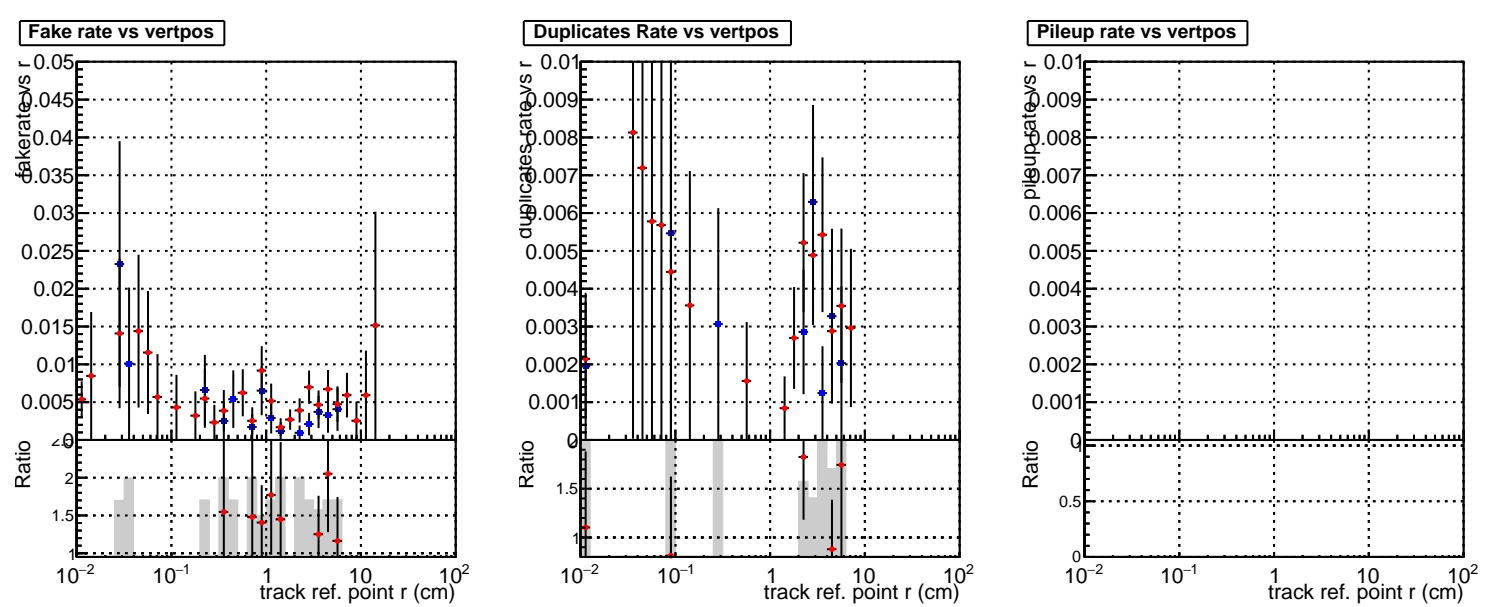 Fake rate vs vertpos
fakerate vs r
0.05
0.045
0.04
0.035
0.03
0.025
0.02
0.015
0.01
0.005
0
Ratio
2
1.5
1
10⁻² 10⁻¹ 1 10 10²
track ref. point r (cm)
Duplicates Rate vs vertpos
duplicates rate vs r
0.01
0.009
0.008
0.007
0.006
0.005
0.004
0.003
0.002
0.001
0
Ratio
1.5
1
10⁻² 10⁻¹ 1 10 10²
track ref. point r (cm)
Pileup rate vs vertpos
pileup rate vs r
0.01
0.009
0.008
0.007
0.006
0.005
0.004
0.003
0.002
0.001
0
Ratio
1
0.5
0
10⁻² 10⁻¹ 1 10 10²
track ref. point r (cm)